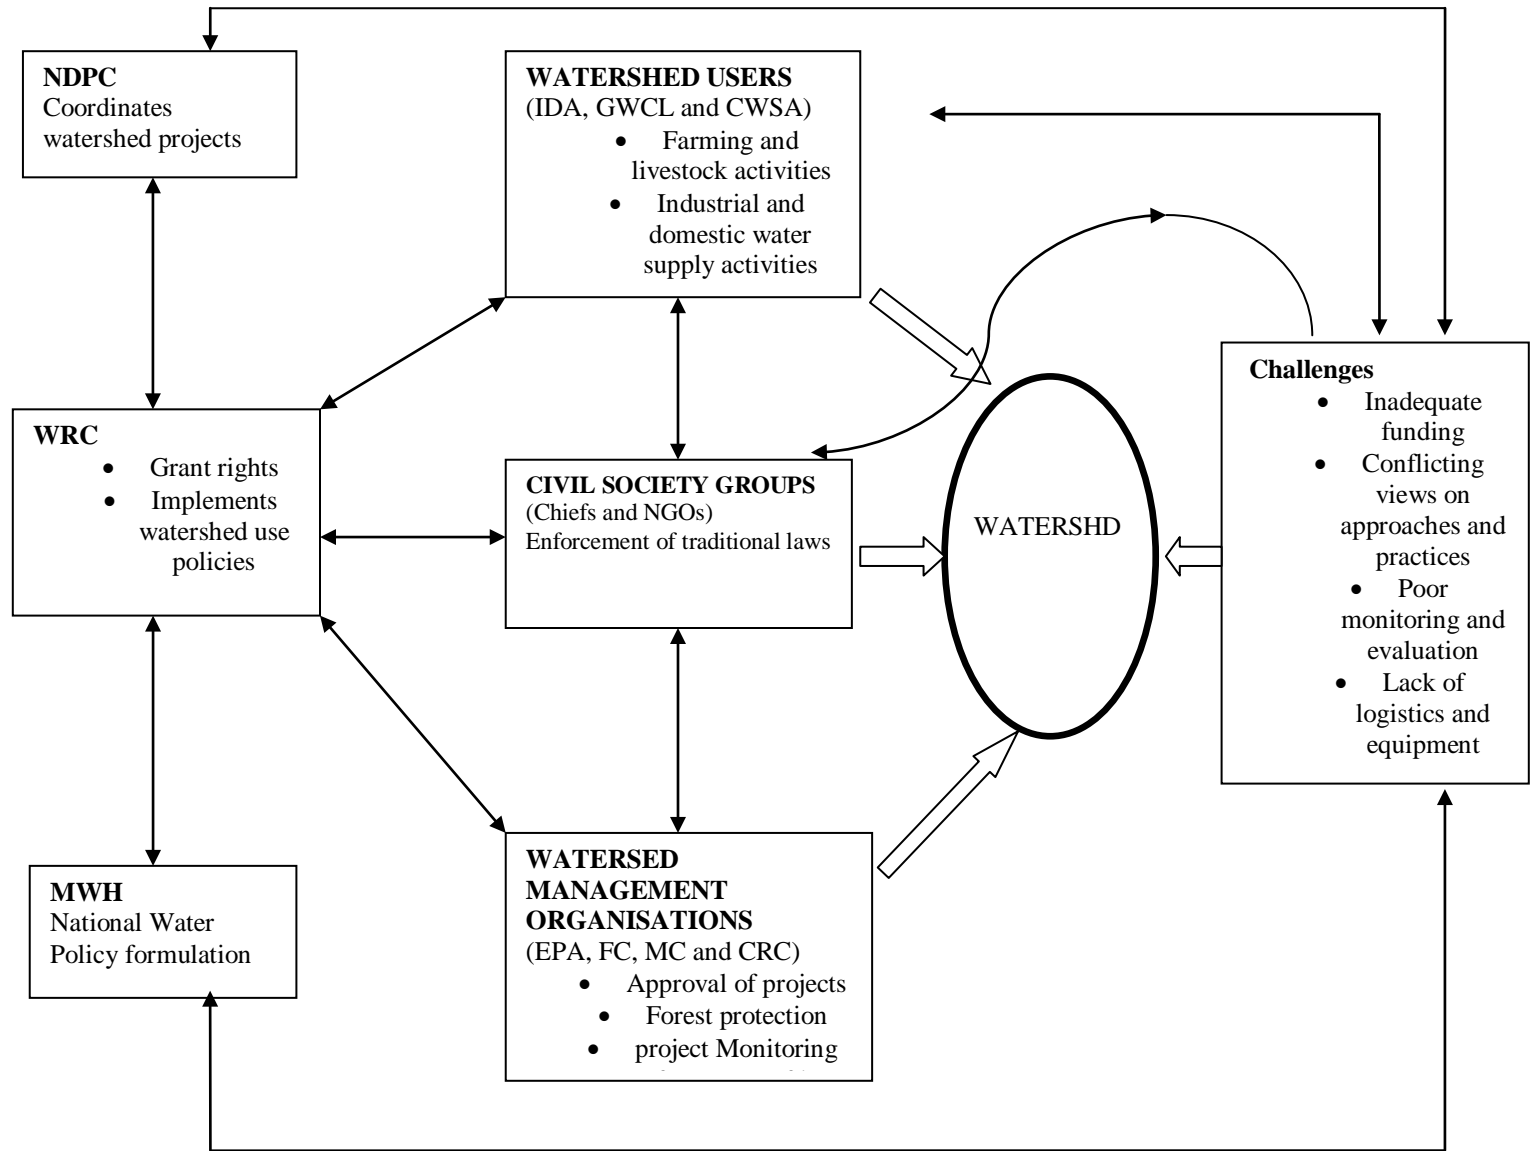 NDPC
Coordinates
watershed projects
WATERSHED USERS
(IDA, GWCL and CWSA)
• Farming and
livestock activities
• Industrial and
domestic water
supply activities
WRC
• Grant rights
• Implements
watershed use
policies
CIVIL SOCIETY GROUPS
(Chiefs and NGOs)
Enforcement of traditional laws
WATERSHD
Challenges
• Inadequate
funding
• Conflicting
views on
approaches and
practices
• Poor
monitoring and
evaluation
• Lack of
logistics and
equipment
MWH
National Water
Policy formulation
WATERSED
MANAGEMENT
ORGANISATIONS
(EPA, FC, MC and CRC)
• Approval of projects
• Forest protection
• project Monitoring